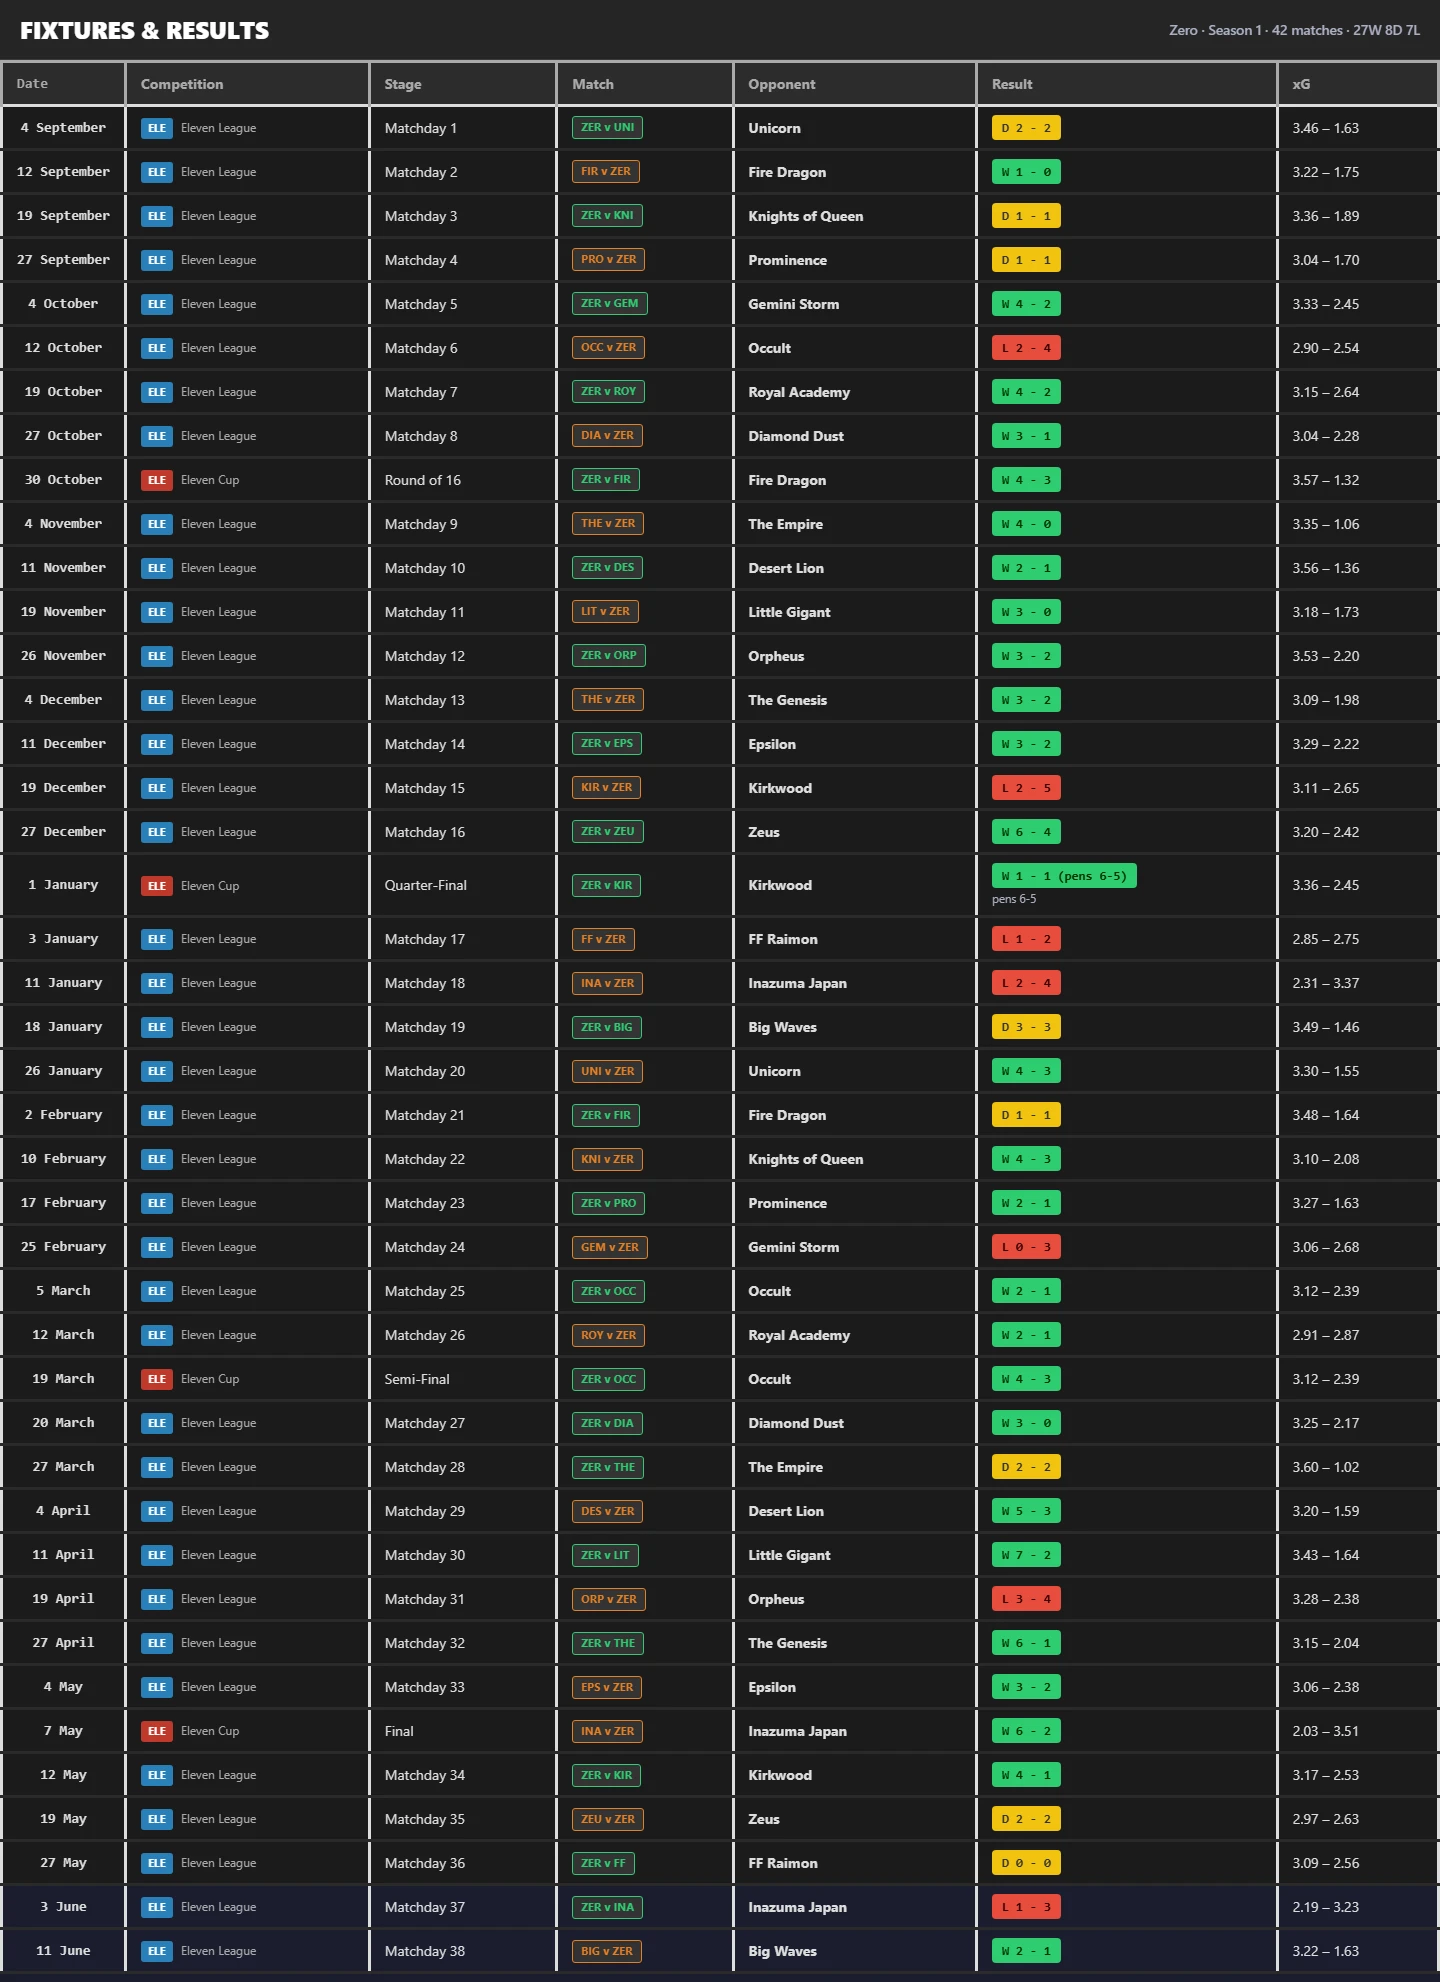 FIXTURES & RESULTS Zero · Season 1 · 42 matches · 27W 8D 7L
Date Competition Stage Match Opponent Result xG
4 September ELE Eleven League Matchday 1 ZER v UNI Unicorn D 2 - 2 3.46 – 1.63
12 September ELE Eleven League Matchday 2 FIR v ZER Fire Dragon W 1 - 0 3.22 – 1.75
19 September ELE Eleven League Matchday 3 ZER v KNI Knights of Queen D 1 - 1 3.36 – 1.89
27 September ELE Eleven League Matchday 4 PRO v ZER Prominence D 1 - 1 3.04 – 1.70
4 October ELE Eleven League Matchday 5 ZER v GEM Gemini Storm W 4 - 2 3.33 – 2.45
12 October ELE Eleven League Matchday 6 OCC v ZER Occult L 2 - 4 2.90 – 2.54
19 October ELE Eleven League Matchday 7 ZER v ROY Royal Academy W 4 - 2 3.15 – 2.64
27 October ELE Eleven League Matchday 8 DIA v ZER Diamond Dust W 3 - 1 3.04 – 2.28
30 October ELE Eleven Cup Round of 16 ZER v FIR Fire Dragon W 4 - 3 3.57 – 1.32
4 November ELE Eleven League Matchday 9 THE v ZER The Empire W 4 - 0 3.35 – 1.06
11 November ELE Eleven League Matchday 10 ZER v DES Desert Lion W 2 - 1 3.56 – 1.36
19 November ELE Eleven League Matchday 11 LIT v ZER Little Gigant W 3 - 0 3.18 – 1.73
26 November ELE Eleven League Matchday 12 ZER v ORP Orpheus W 3 - 2 3.53 – 2.20
4 December ELE Eleven League Matchday 13 THE v ZER The Genesis W 3 - 2 3.09 – 1.98
11 December ELE Eleven League Matchday 14 ZER v EPS Epsilon W 3 - 2 3.29 – 2.22
19 December ELE Eleven League Matchday 15 KIR v ZER Kirkwood L 2 - 5 3.11 – 2.65
27 December ELE Eleven League Matchday 16 ZER v ZEU Zeus W 6 - 4 3.20 – 2.42
1 January ELE Eleven Cup Quarter-Final ZER v KIR Kirkwood W 1 - 1 (pens 6-5) 3.36 – 2.45
pens 6-5
3 January ELE Eleven League Matchday 17 FF v ZER FF Raimon L 1 - 2 2.85 – 2.75
11 January ELE Eleven League Matchday 18 INA v ZER Inazuma Japan L 2 - 4 2.31 – 3.37
18 January ELE Eleven League Matchday 19 ZER v BIG Big Waves D 3 - 3 3.49 – 1.46
26 January ELE Eleven League Matchday 20 UNI v ZER Unicorn W 4 - 3 3.30 – 1.55
2 February ELE Eleven League Matchday 21 ZER v FIR Fire Dragon D 1 - 1 3.48 – 1.64
10 February ELE Eleven League Matchday 22 KNI v ZER Knights of Queen W 4 - 3 3.10 – 2.08
17 February ELE Eleven League Matchday 23 ZER v PRO Prominence W 2 - 1 3.27 – 1.63
25 February ELE Eleven League Matchday 24 GEM v ZER Gemini Storm L 0 - 3 3.06 – 2.68
5 March ELE Eleven League Matchday 25 ZER v OCC Occult W 2 - 1 3.12 – 2.39
12 March ELE Eleven League Matchday 26 ROY v ZER Royal Academy W 2 - 1 2.91 – 2.87
19 March ELE Eleven Cup Semi-Final ZER v OCC Occult W 4 - 3 3.12 – 2.39
20 March ELE Eleven League Matchday 27 ZER v DIA Diamond Dust W 3 - 0 3.25 – 2.17
27 March ELE Eleven League Matchday 28 ZER v THE The Empire D 2 - 2 3.60 – 1.02
4 April ELE Eleven League Matchday 29 DES v ZER Desert Lion W 5 - 3 3.20 – 1.59
11 April ELE Eleven League Matchday 30 ZER v LIT Little Gigant W 7 - 2 3.43 – 1.64
19 April ELE Eleven League Matchday 31 ORP v ZER Orpheus L 3 - 4 3.28 – 2.38
27 April ELE Eleven League Matchday 32 ZER v THE The Genesis W 6 - 1 3.15 – 2.04
4 May ELE Eleven League Matchday 33 EPS v ZER Epsilon W 3 - 2 3.06 – 2.38
7 May ELE Eleven Cup Final INA v ZER Inazuma Japan W 6 - 2 2.03 – 3.51
12 May ELE Eleven League Matchday 34 ZER v KIR Kirkwood W 4 - 1 3.17 – 2.53
19 May ELE Eleven League Matchday 35 ZEU v ZER Zeus D 2 - 2 2.97 – 2.63
27 May ELE Eleven League Matchday 36 ZER v FF FF Raimon D 0 - 0 3.09 – 2.56
3 June ELE Eleven League Matchday 37 ZER v INA Inazuma Japan L 1 - 3 2.19 – 3.23
11 June ELE Eleven League Matchday 38 BIG v ZER Big Waves W 2 - 1 3.22 – 1.63